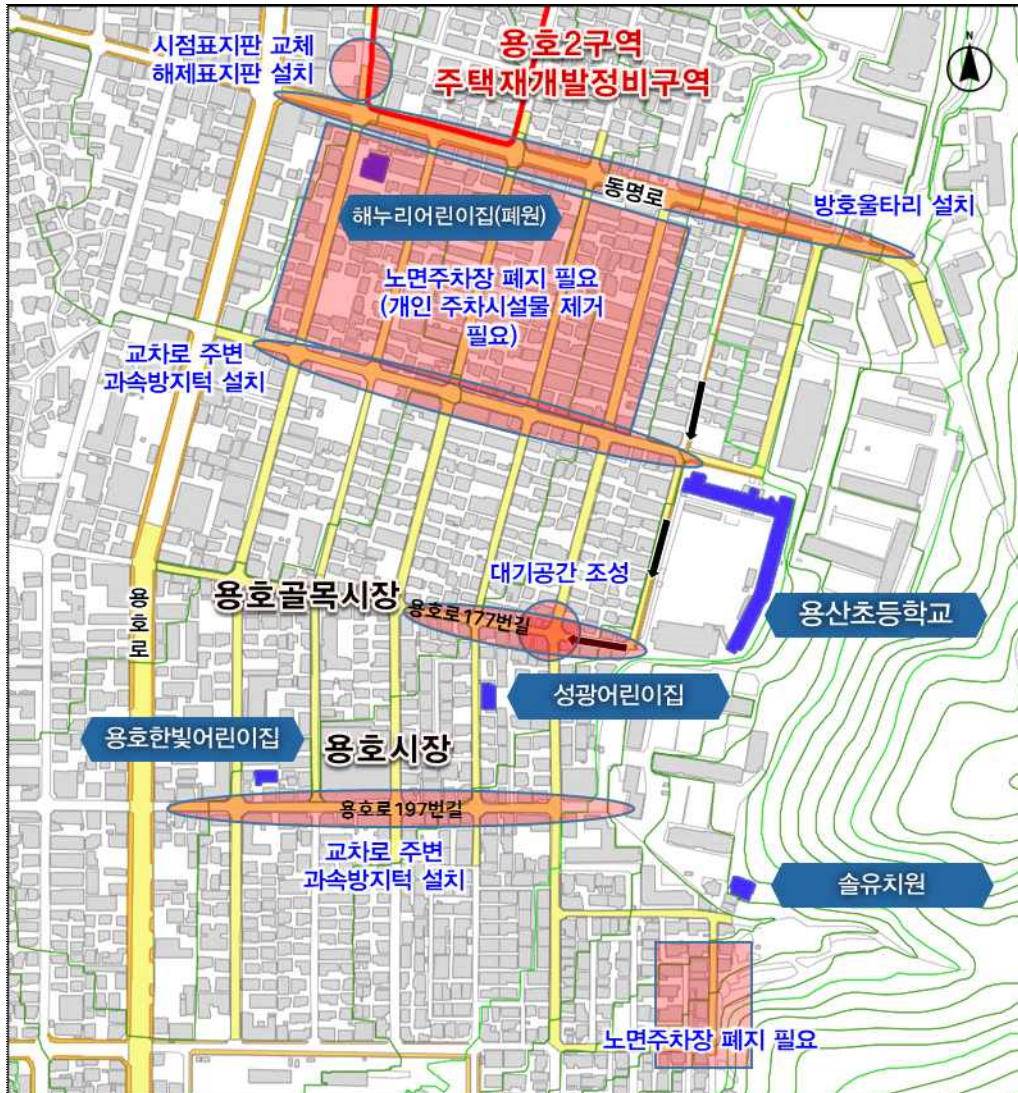 시점표지판 교체
해제표지판 설치
용호2구역
주택재개발정비구역
N
동명로
방호울타리 설치
해누리어린이집(폐원)
노면주차장 폐지 필요
(개인 주차시설물 제거
필요)
교차로 주변
과속방지턱 설치
용호로
대기공간 조성
용호골목시장
용호로177번길
용산초등학교
성광어린이집
용호한빛어린이집
용호시장
용호로197번길
교차로 주변
과속방지턱 설치
솔유치원
노면주차장 폐지 필요